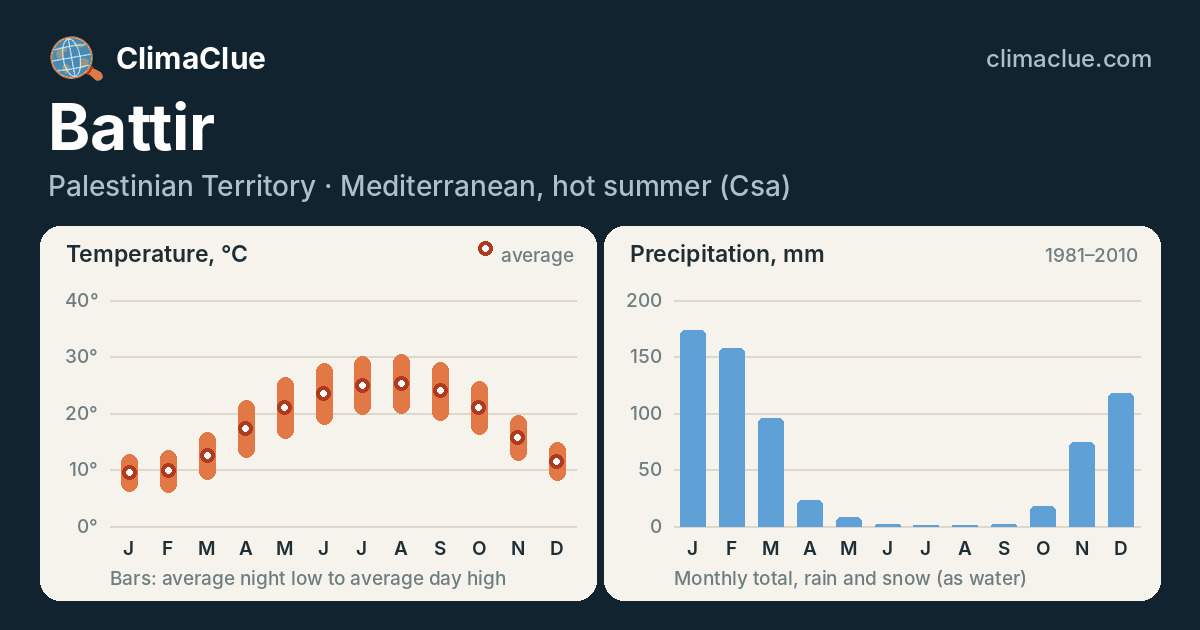 ClimaClue
climaclue.com
Battir
Palestinian Territory · Mediterranean, hot summer (Csa)
Temperature, °C
average
40°
30°
20°
10°
0°
J F M A M J J A S O N D
Bars: average night low to average day high
Precipitation, mm
1981–2010
200
150
100
50
0
J F M A M J J A S O N D
Monthly total, rain and snow (as water)